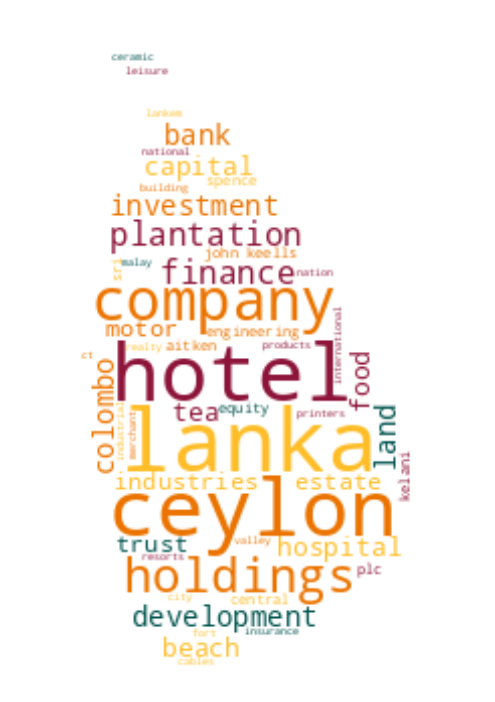 ceramic
leisure
lankem
bank
national
capital
spence
building
investment
plantation
john keells
malay
sri
finance
nation
company
motor
engineering
international
realty
aitken
products
ct
hotel
food
colombo
tea
equity
printers
land
industrial
merchant
lanka
kelani
industries
estate
ceylon
trust
valley
hospital
resorts
holdings
plc
city
central
development
fort
insurance
beach
cables